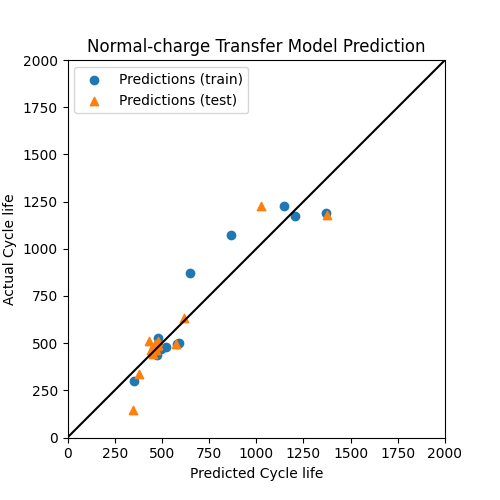 Normal-charge Transfer Model Prediction
2000
1750
1500
1250
1000
750
500
250
0
Actual Cycle life
Predictions (train)
Predictions (test)
0 250 500 750 1000 1250 1500 1750 2000
Predicted Cycle life